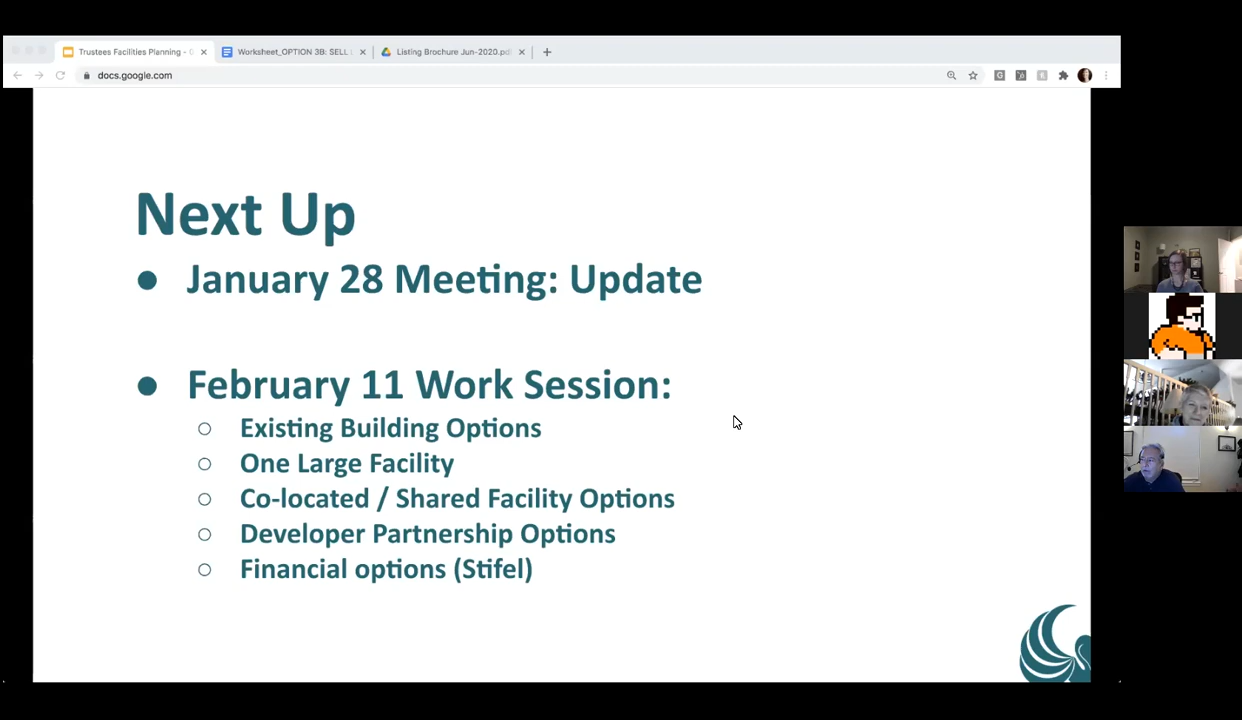 Trustees Facilities Planning -
Worksheet_OPTION 3B: SELL
Listing Brochure Jun-2020.pd
docs.google.com
Next Up
● January 28 Meeting: Update
● February 11 Work Session:
○ Existing Building Options
○ One Large Facility
○ Co-located / Shared Facility Options
○ Developer Partnership Options
○ Financial options (Stifel)